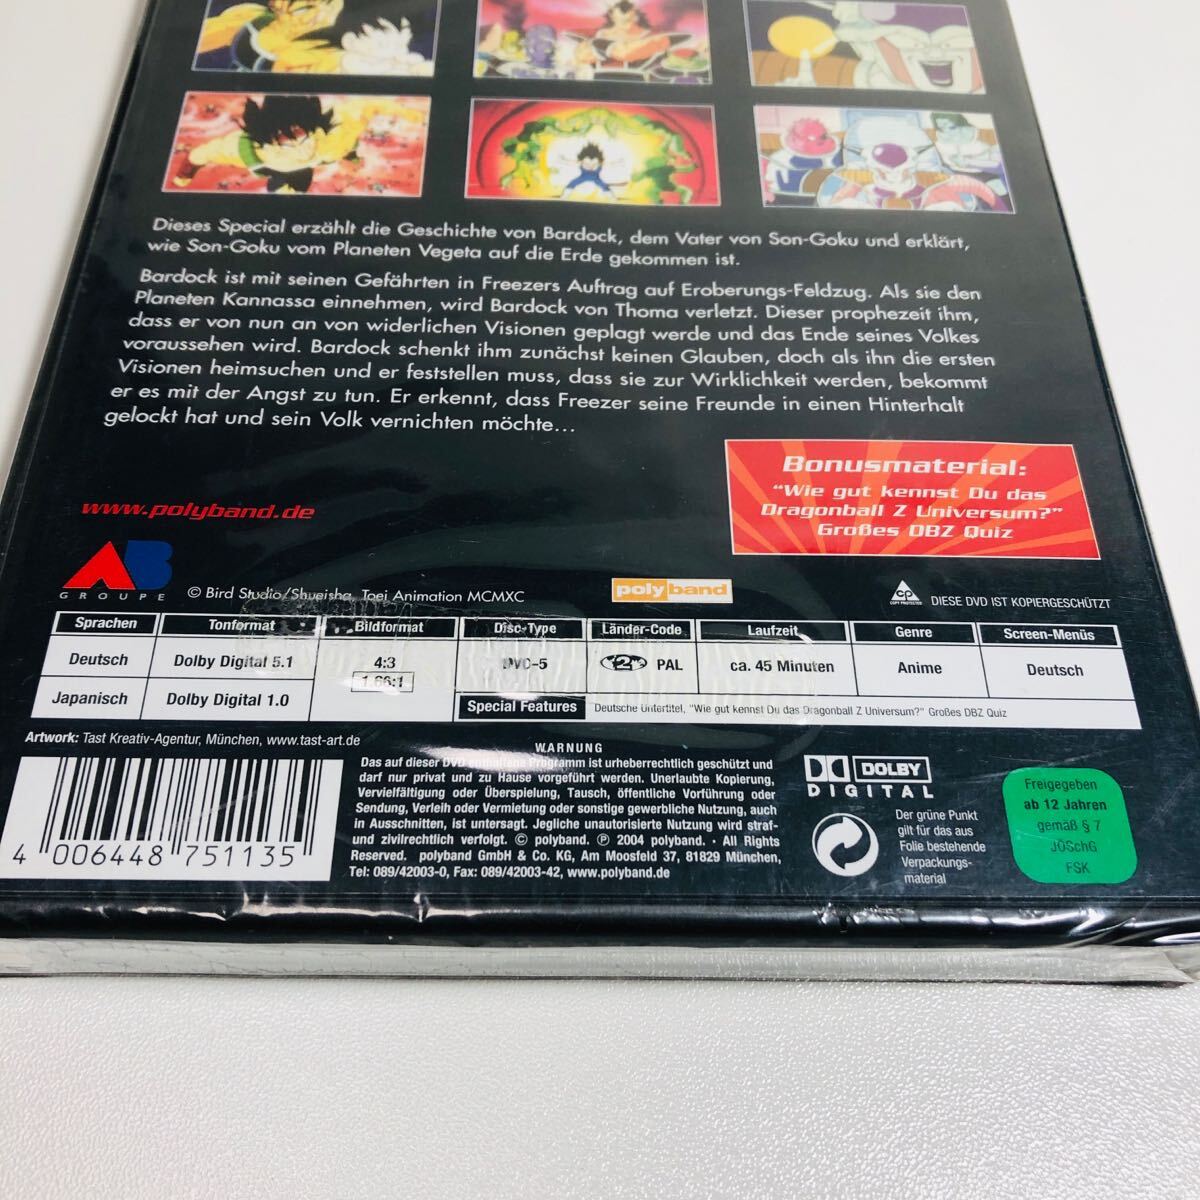 Dieses Special erzählt die Geschichte von Bardock, dem Vater von Son-Goku und erklärt,
wie Son-Goku vom Planeten Vegeta auf die Erde gekommen ist.
Bardock ist mit seinen Gefährten in Freezers Auftrag auf Eroberungs-Feldzug. Als sie den
Planeten Kannassa einnehmen, wird Bardock von Thoma verletzt. Dieser prophezeit ihm,
dass er von nun an von widerlichen Visionen geplagt werde und das Ende seines Volkes
voraussehen wird. Bardock schenkt ihm zunächst keinen Glauben, doch als ihn die ersten
Visionen heimsuchen und er feststellen muss, dass sie zur Wirklichkeit werden, bekommt
er es mit der Angst zu tun. Er erkennt, dass Freezer seine Freunde in einen Hinterhalt
gelockt hat und sein Volk vernichten möchte...
Bonusmaterial:
"Wie gut kennst Du das
Dragonball Z Universum?"
Großes DBZ Quiz
www.polyband.de
AB
GROUPE
© Bird Studio/Shueisha, Toei Animation MCMXC
polyband
CP
COPY PROTECTED
DIESE DVD IST KOPIERGESCHÜTZT
Sprachen Tonformat Bildformat Disc-Type Länder-Code Laufzeit Genre Screen-Menüs
Deutsch Dolby Digital 5.1 4:3 DVD-5 2 PAL ca. 45 Minuten Anime Deutsch
1.66:1
Japanisch Dolby Digital 1.0
Special Features Deutsche Untertitel, "Wie gut kennst Du das Dragonball Z Universum?" Großes DBZ Quiz
Artwork: Tast Kreativ-Agentur, München, www.tast-art.de
4 006448 751135
WARNUNG
Das auf dieser DVD enthaltene Programm ist urheberrechtlich geschützt und
darf nur privat und zu Hause vorgeführt werden. Unerlaubte Kopierung,
Vervielfältigung oder Überspielung, Tausch, öffentliche Vorführung oder
Sendung, Verleih oder Vermietung oder sonstige gewerbliche Nutzung, auch
in Ausschnitten, ist untersagt. Jegliche unautorisierte Nutzung wird straf-
und zivilrechtlich verfolgt. © polyband. ℗ 2004 polyband. · All Rights
Reserved. polyband GmbH & Co. KG, Am Moosfeld 37, 81829 München,
Tel: 089/42003-0, Fax: 089/42003-42, www.polyband.de
DOLBY
DIGITAL
Der grüne Punkt
gilt für das aus
Folie bestehende
Verpackungs-
material
Freigegeben
ab 12 Jahren
gemäß § 7
JÖSchG
FSK